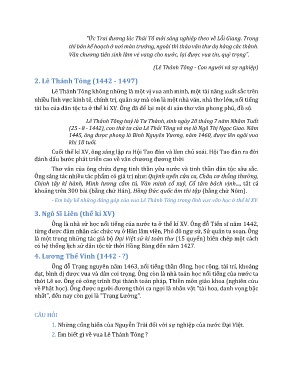 "Ức Trai đương lúc Thái Tổ mới sáng nghiệp theo về Lỗi Giang. Trong
thì bàn kế hoạch ở nơi màn trướng, ngoài thì thảo văn thư dụ hàng các thành.
Văn chương tiên sinh làm vẻ vang cho nước, lại được vua tin, quý trọng".
(Lê Thánh Tông - Con người và sự nghiệp)
2. Lê Thánh Tông (1442 - 1497)
Lê Thánh Tông không những là một vị vua anh minh, một tài năng xuất sắc trên
nhiều lĩnh vực kinh tế, chính trị, quân sự mà còn là một nhà văn, nhà thơ lớn, nổi tiếng
tài ba của dân tộc ta ở thế kỉ XV. Ông đã để lại một di sản thơ văn phong phú, đồ sộ.
Lê Thánh Tông huý là Tư Thành, sinh ngày 20 tháng 7 năm Nhâm Tuất
(25 - 8 - 1442), con thứ tư của Lê Thái Tông và mẹ là Ngô Thị Ngọc Giao. Năm
1445, ông được phong là Bình Nguyên Vương, năm 1460, được lên ngôi vua
khi 18 tuổi.
Cuối thế kỉ XV, ông sáng lập ra Hội Tao đàn và làm chủ soái. Hội Tao đàn ra đời
đánh dấu bước phát triển cao về văn chương đương thời
Thơ văn của ông chứa đựng tinh thần yêu nước và tinh thần dân tộc sâu sắc.
Ông sáng tác nhiều tác phẩm có giá trị như: Quỳnh uyển cửu ca, Châu cơ thắng thưởng,
Chinh tây kỉ hành, Minh lương cẩm tú, Văn minh cổ suý, Cổ tâm bách vịnh..., tất cả
khoảng trên 300 bài (bằng chữ Hán), Hồng Đức quốc âm thi tập (chữ Nôm).
- Em hãy kể những đóng góp của vua Lê Thánh Tông trong lĩnh vực văn học ở thế kỉ XV
3. Ngô Sĩ Liên (thế kỉ XV)
Ông là nhà sử học nổi tiếng của nước ta ở thế kỉ XV. Ông đỗ Tiến sĩ năm 1442,
từng được đảm nhận các chức vụ ở Hàn lâm viện, Phó đô ngự sử, Sử quán tu soạn. Ông
là một trong những tác giả bộ Đại Việt sử kí toàn thư (15 quyển) biên chép một cách
có hệ thống lịch sử dân tộc từ thời Hồng Bàng đến năm 1427.
4. Lương Thế Vinh (1442 - ?)
Ông đỗ Trạng nguyên năm 1463, nổi tiếng thần đồng, học rộng, tài trí, khoáng
đạt, bình dị được vua và dân coi trọng. Ông còn là nhà toán học nổi tiếng của nước ta
thời Lê sơ. Ông có công trình Đại thành toán pháp, Thiền môn giáo khoa (nghiên cứu
về Phật học). Ông được người đương thời ca ngợi là nhân vật "tài hoa, danh vọng bậc
nhất", đến nay còn gọi là "Trạng Lường".
CÂU HỎI
1. Những cống hiến của Nguyễn Trãi đối với sự nghiệp của nước Đại Việt.
2. Em biết gì về vua Lê Thánh Tông ?